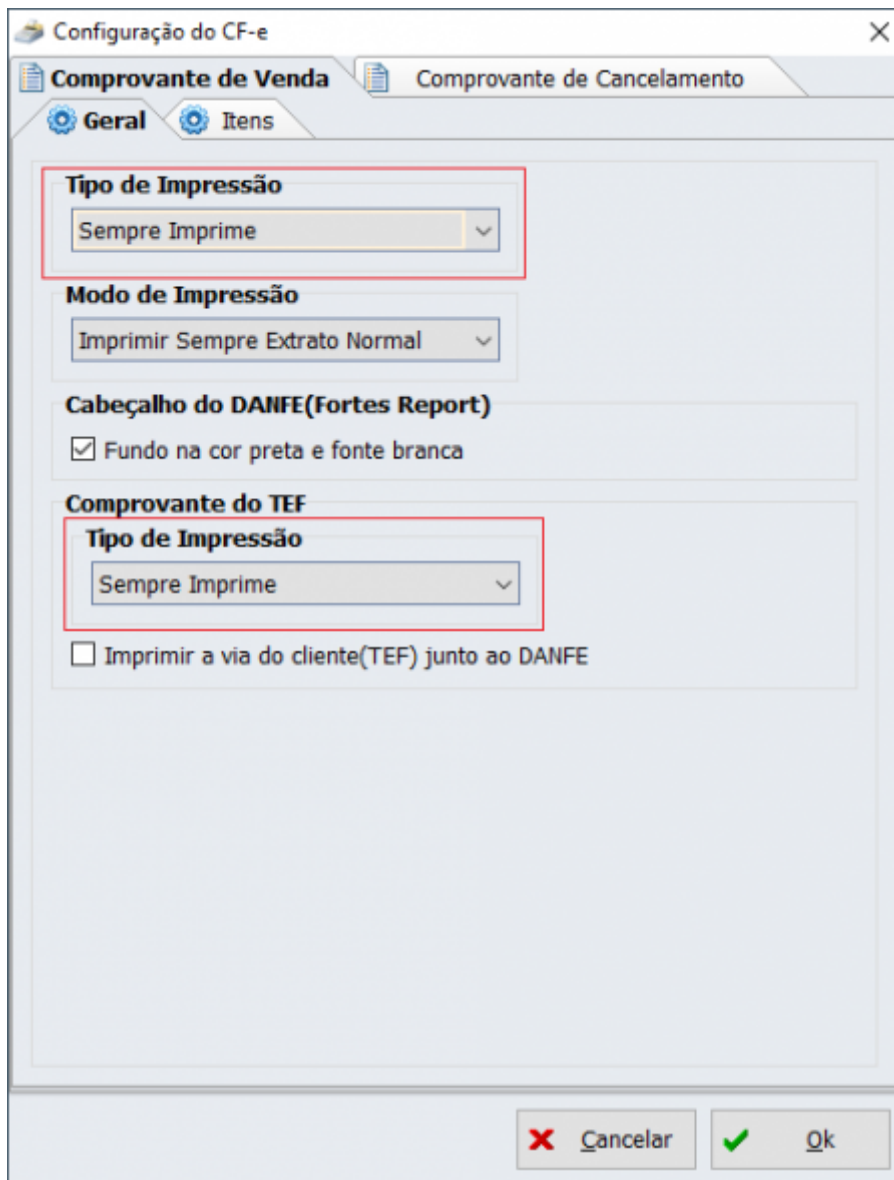 Configuração do CF-e
Comprovante de Venda
Comprovante de Cancelamento
Geral
Itens
Tipo de Impressão
Sempre Imprime
Modo de Impressão
Imprimir Sempre Extrato Normal
Cabeçalho do DANFE(Fortes Report)
Fundo na cor preta e fonte branca
Comprovante do TEF
Tipo de Impressão
Sempre Imprime
Imprimir a via do cliente(TEF) junto ao DANFE
Cancelar
Ok